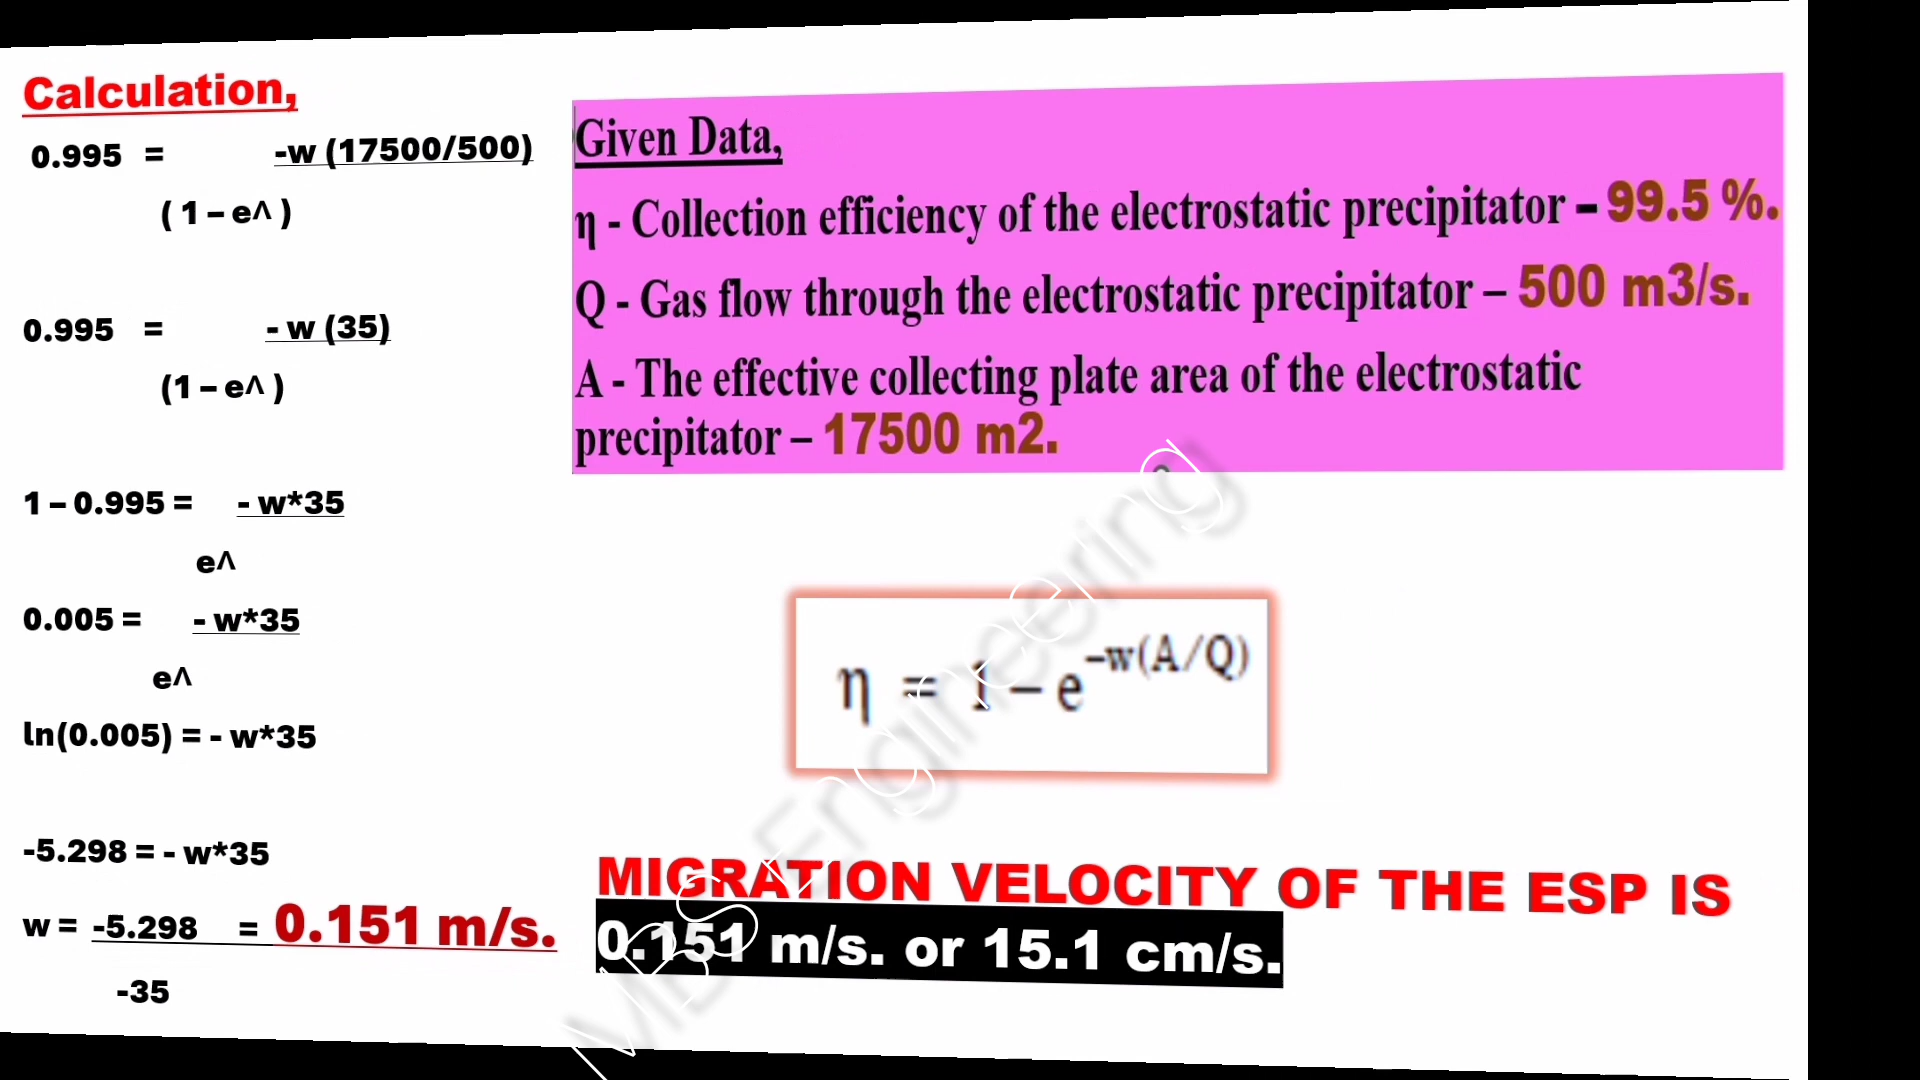 Calculation,
0.995 = -w (17500/500)
( 1 – e^ )
0.995 = - w (35)
(1 – e^ )
1 – 0.995 = - w*35
e^
0.005 = - w*35
e^
ln(0.005) = - w*35
-5.298 = - w*35
w = -5.298 = 0.151 m/s.
-35
Given Data,
η - Collection efficiency of the electrostatic precipitator – 99.5 %.
Q - Gas flow through the electrostatic precipitator – 500 m3/s.
A - The effective collecting plate area of the electrostatic
precipitator – 17500 m2.
η = 1 – e –w(A/Q)
MIGRATION VELOCITY OF THE ESP IS
0.151 m/s. or 15.1 cm/s.
MBS Engineering